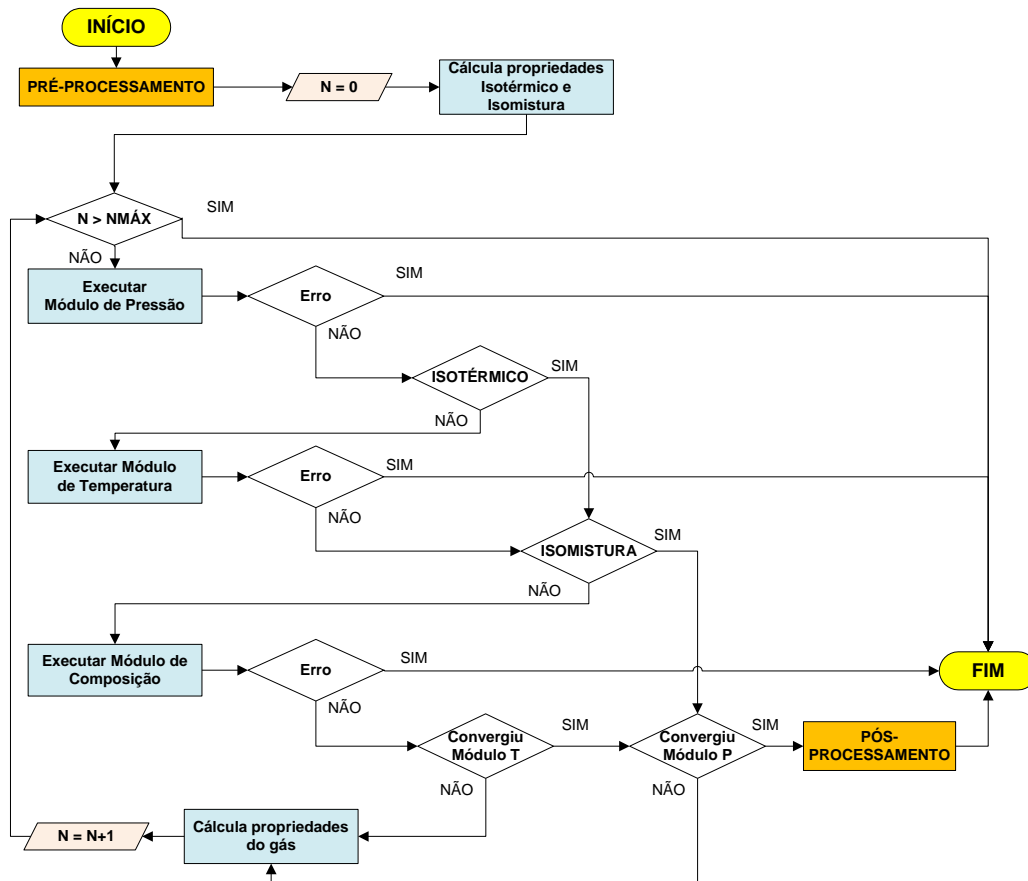 INÍCIO
PRÉ-PROCESSAMENTO
N = 0
Cálcula propriedades
Isotérmico e
Isomistura
N > NMÁX
SIM
NÃO
Executar
Módulo de Pressão
Erro
SIM
NÃO
ISOTÉRMICO
SIM
NÃO
Executar Módulo
de Temperatura
Erro
SIM
NÃO
ISOMISTURA
SIM
NÃO
Executar Módulo de
Composição
Erro
SIM
NÃO
FIM
Convergiu
Módulo T
SIM
NÃO
Convergiu
Módulo P
SIM
NÃO
PÓS-
PROCESSAMENTO
N = N+1
Cálcula propriedades
do gás